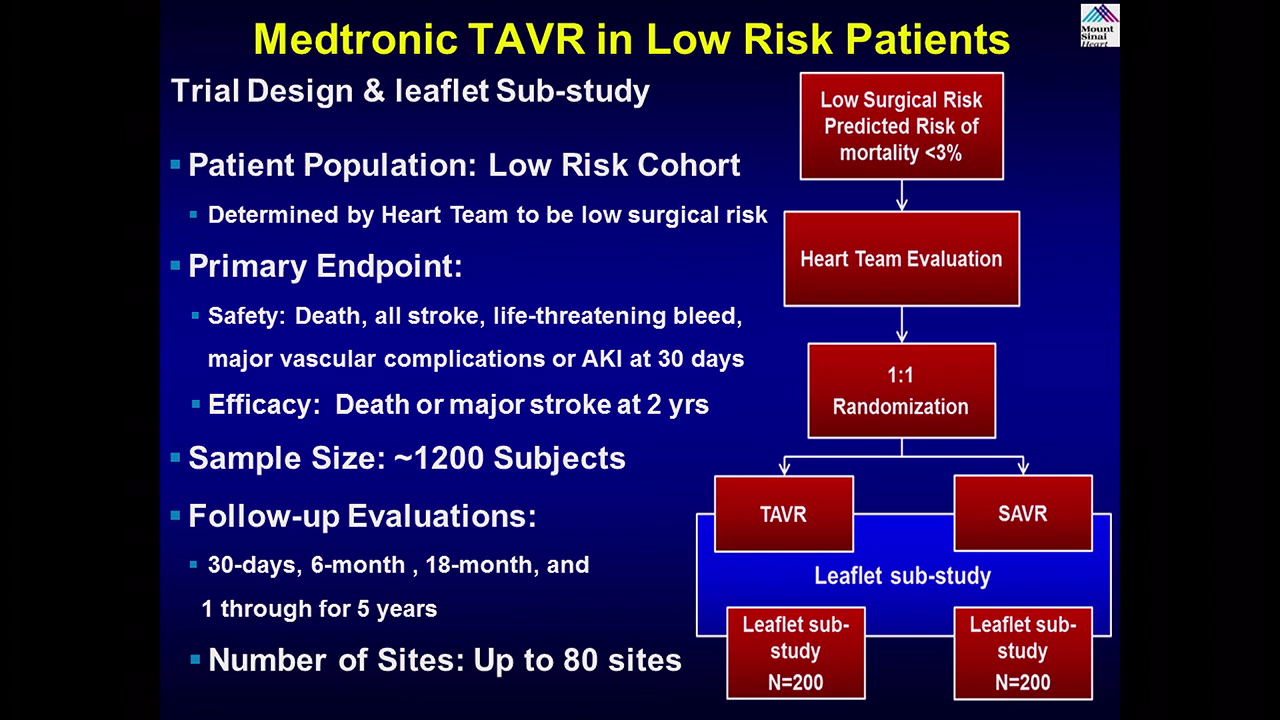 Medtronic TAVR in Low Risk Patients
Mount
Sinai
Heart
Trial Design & leaflet Sub-study
▪ Patient Population: Low Risk Cohort
▪ Determined by Heart Team to be low surgical risk
▪ Primary Endpoint:
▪ Safety: Death, all stroke, life-threatening bleed,
major vascular complications or AKI at 30 days
▪ Efficacy: Death or major stroke at 2 yrs
▪ Sample Size: ~1200 Subjects
▪ Follow-up Evaluations:
▪ 30-days, 6-month , 18-month, and
1 through for 5 years
▪ Number of Sites: Up to 80 sites
Low Surgical Risk
Predicted Risk of
mortality <3%
Heart Team Evaluation
1:1
Randomization
TAVR
SAVR
Leaflet sub-study
Leaflet sub-
study
N=200
Leaflet sub-
study
N=200